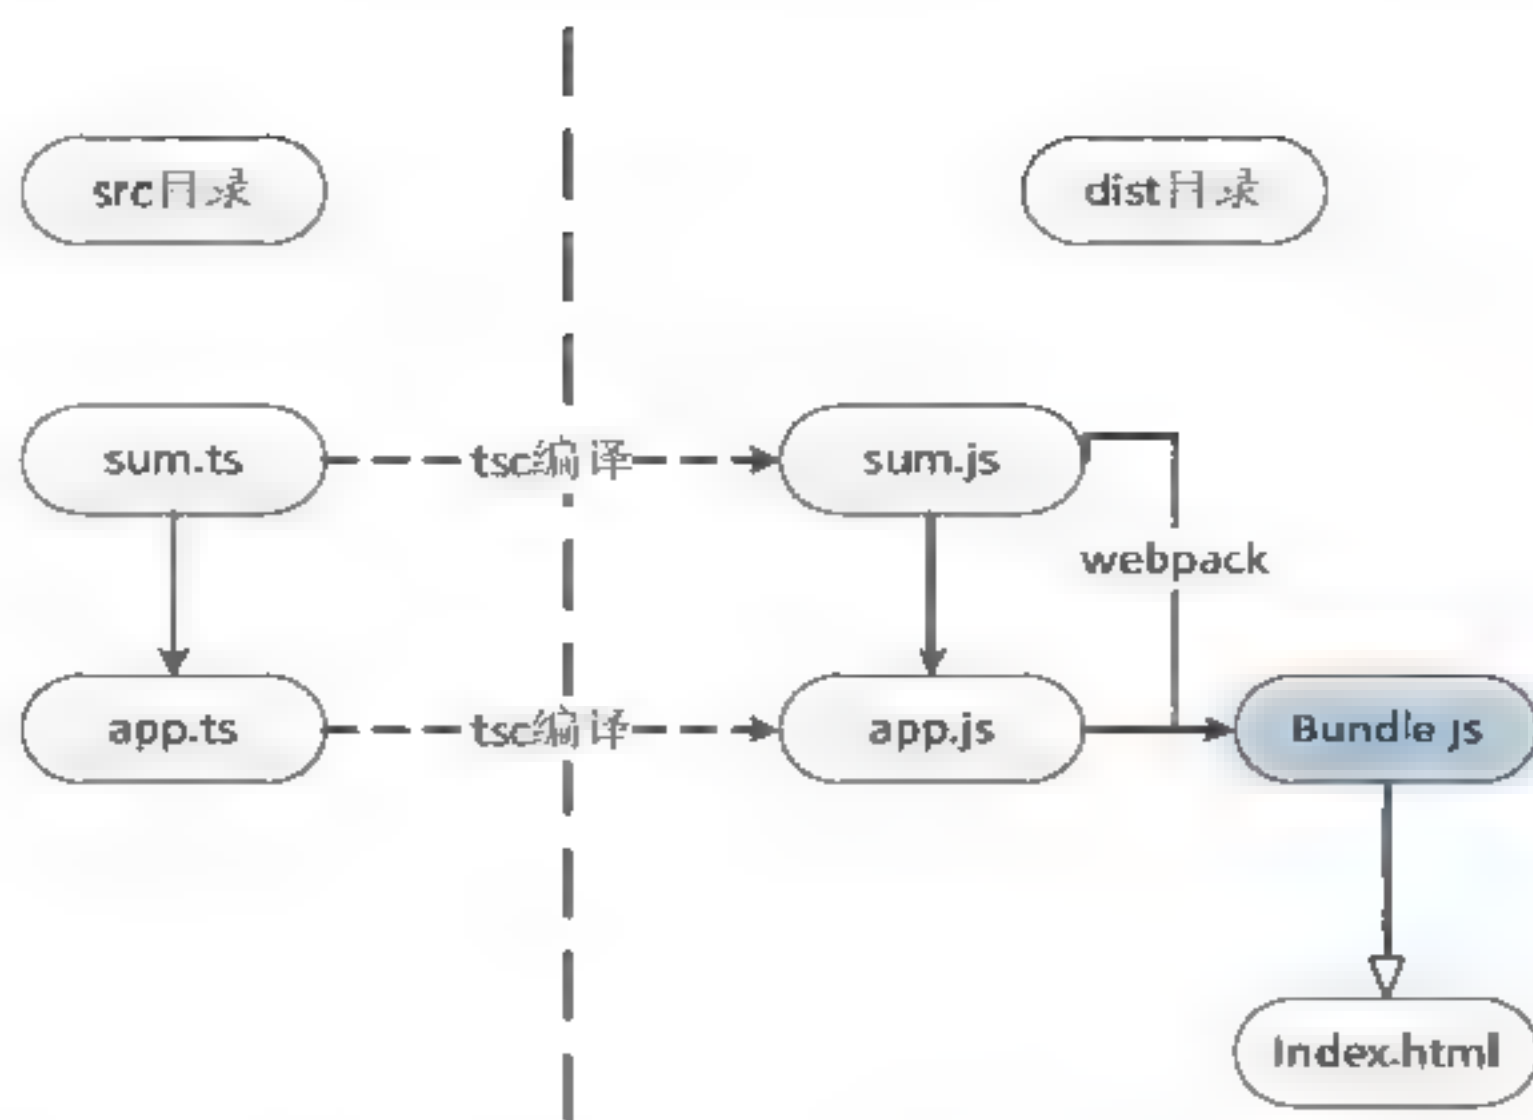 src目录
dist目录
sum.ts
tsc编译
sum.js
webpack
app.ts
tsc编译
app.js
Bundle js
Index.html